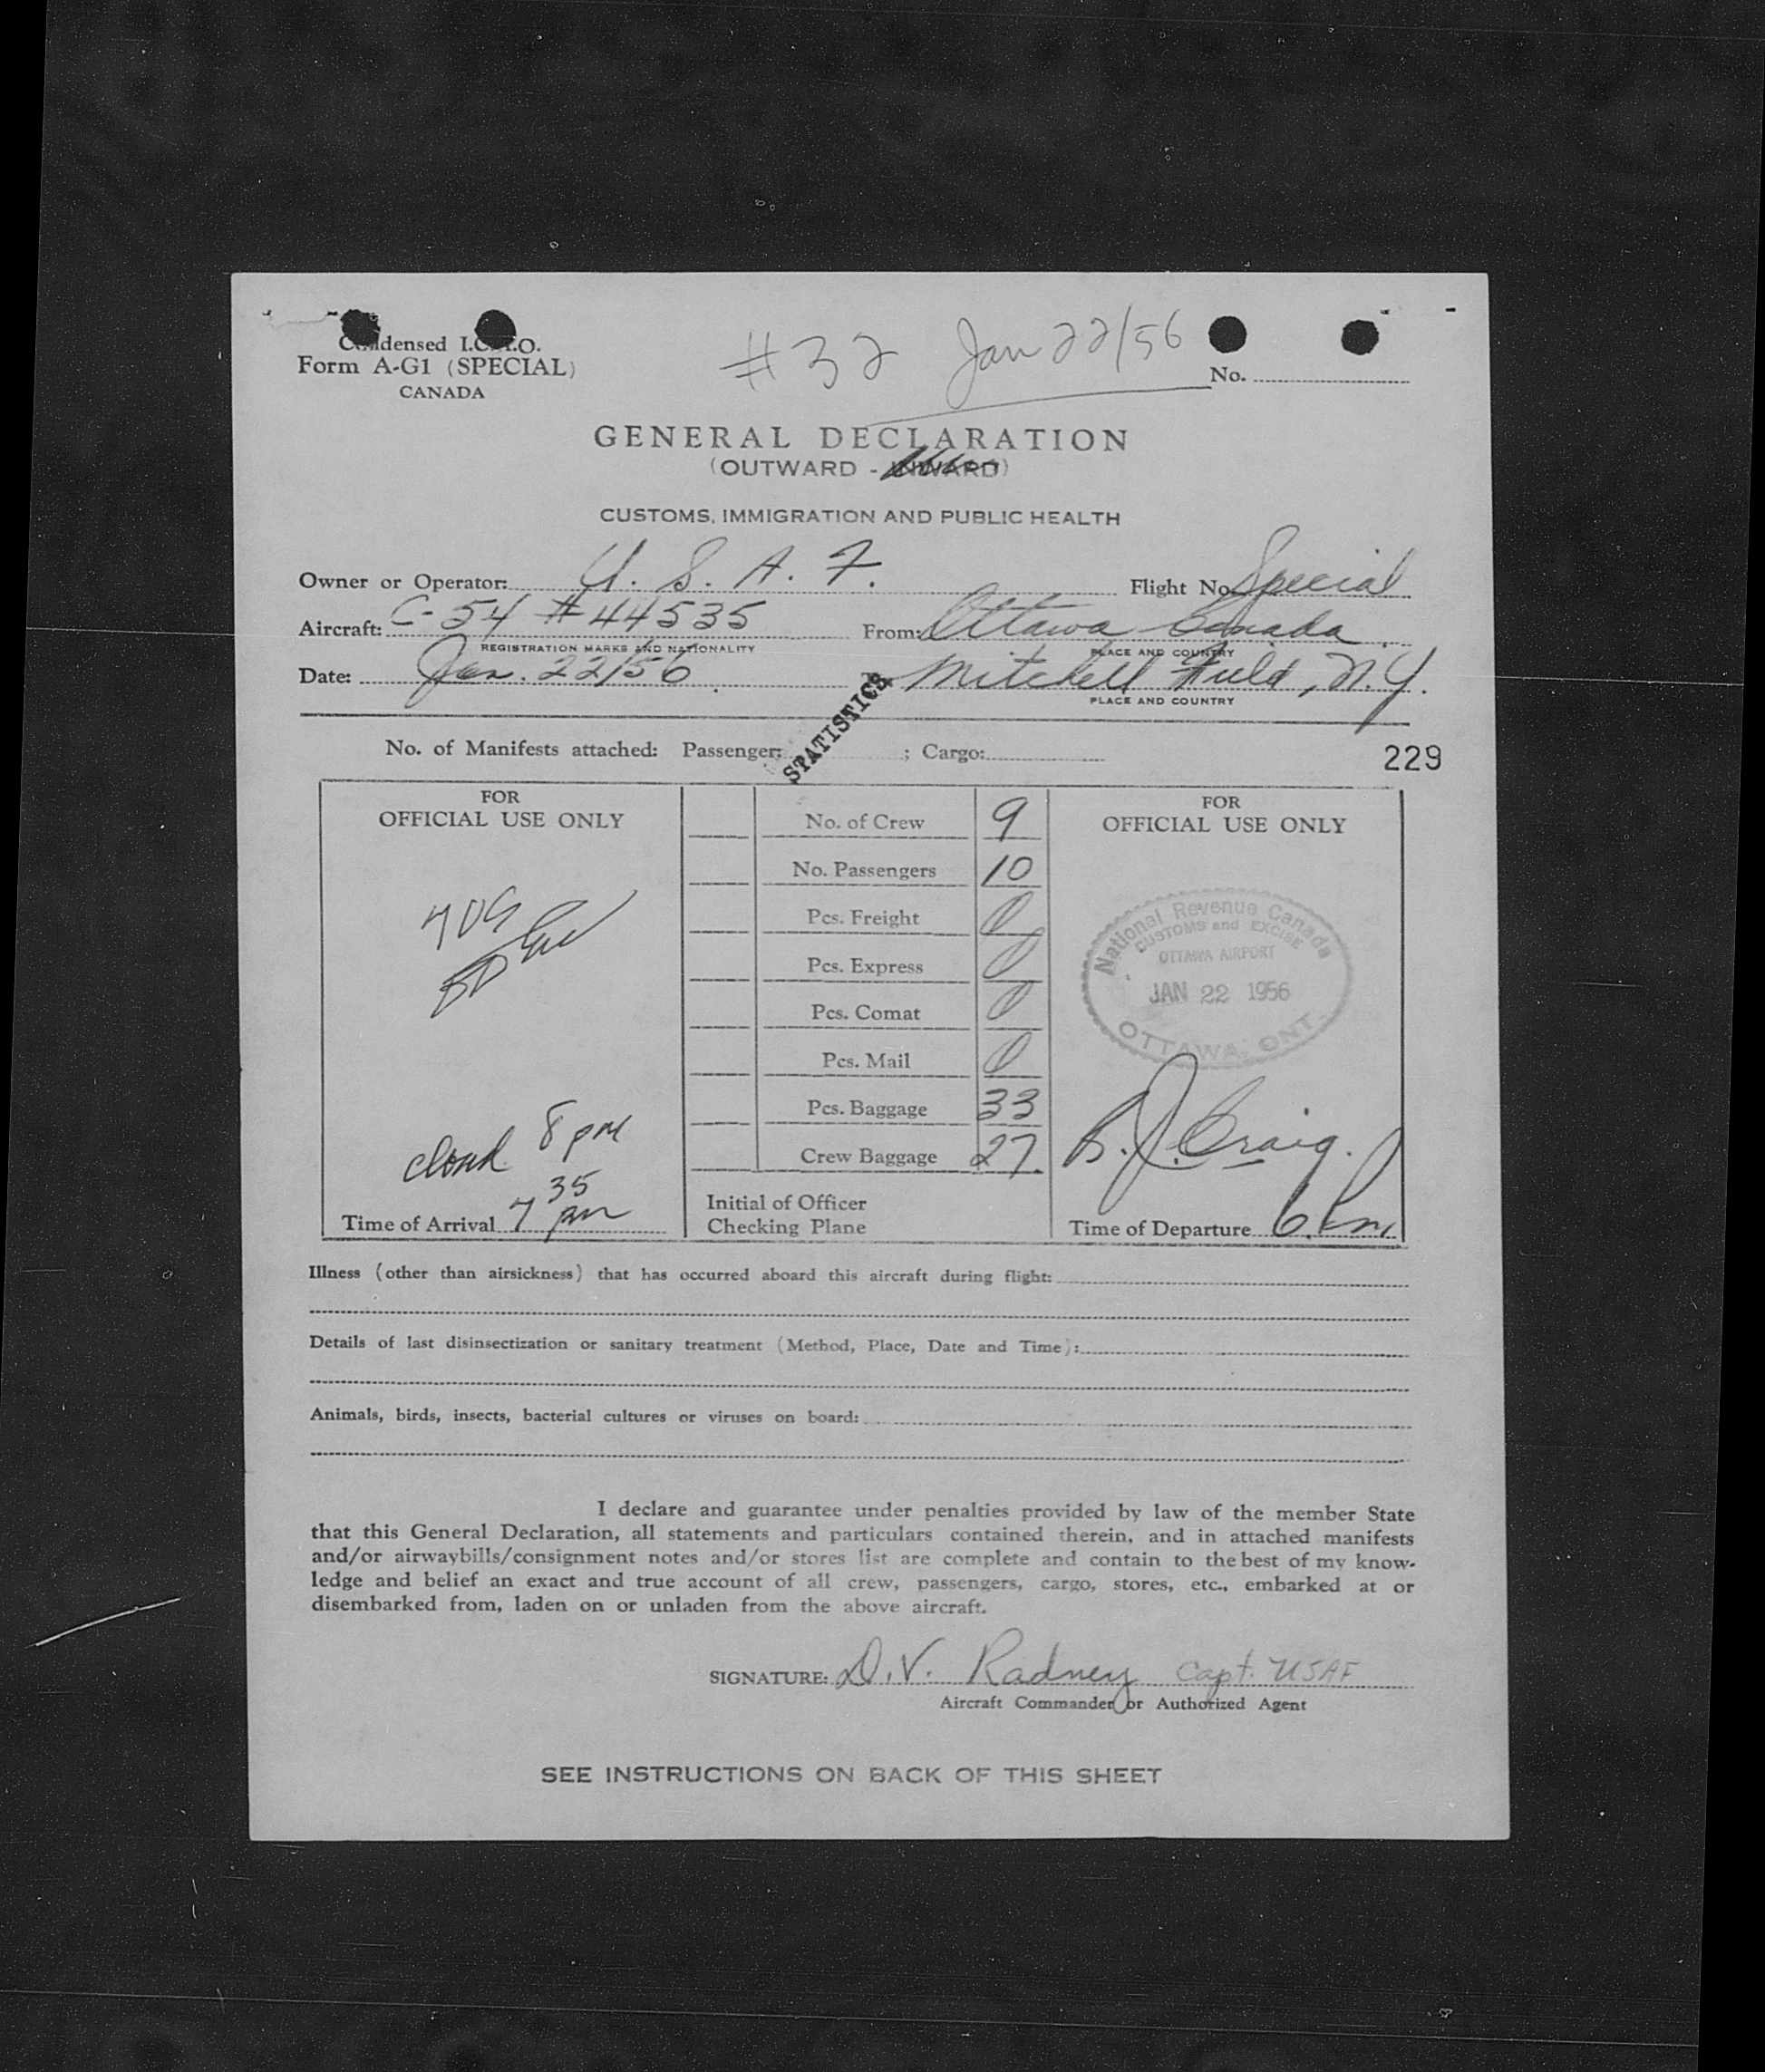 Condensed I.C.A.O.
Form A-G1 (SPECIAL)
CANADA
#32 Jan 22/56
No.
GENERAL DECLARATION
(OUTWARD - INWARD)
CUSTOMS, IMMIGRATION AND PUBLIC HEALTH
Owner or Operator: U. S. A. F. Flight No. Special
Aircraft: C-54 #44535 From: Ottawa Canada
REGISTRATION MARKS AND NATIONALITY PLACE AND COUNTRY
Date: Jan. 22/56 Mitchell Field, N.Y.
PLACE AND COUNTRY
STATISTICS
No. of Manifests attached: Passenger: ; Cargo:
229
FOR
OFFICIAL USE ONLY
closed 8 pm
Time of Arrival 7 35 pm
No. of Crew 9
No. Passengers 10
Pcs. Freight 0
Pcs. Express 0
Pcs. Comat 0
Pcs. Mail 0
Pcs. Baggage 33
Crew Baggage 27
Initial of Officer
Checking Plane
FOR
OFFICIAL USE ONLY
National Revenue Canada
CUSTOMS and EXCISE
OTTAWA AIRPORT
JAN 22 1956
OTTAWA, ONT.
B. J. Craig.
Time of Departure 6 Pm
Illness (other than airsickness) that has occurred aboard this aircraft during flight:
Details of last disinsectization or sanitary treatment (Method, Place, Date and Time):
Animals, birds, insects, bacterial cultures or viruses on board:
I declare and guarantee under penalties provided by law of the member State
that this General Declaration, all statements and particulars contained therein, and in attached manifests
and/or airwaybills/consignment notes and/or stores list are complete and contain to the best of my know-
ledge and belief an exact and true account of all crew, passengers, cargo, stores, etc., embarked at or
disembarked from, laden on or unladen from the above aircraft.
SIGNATURE: D.V. Radney Capt. USAF
Aircraft Commander or Authorized Agent
SEE INSTRUCTIONS ON BACK OF THIS SHEET